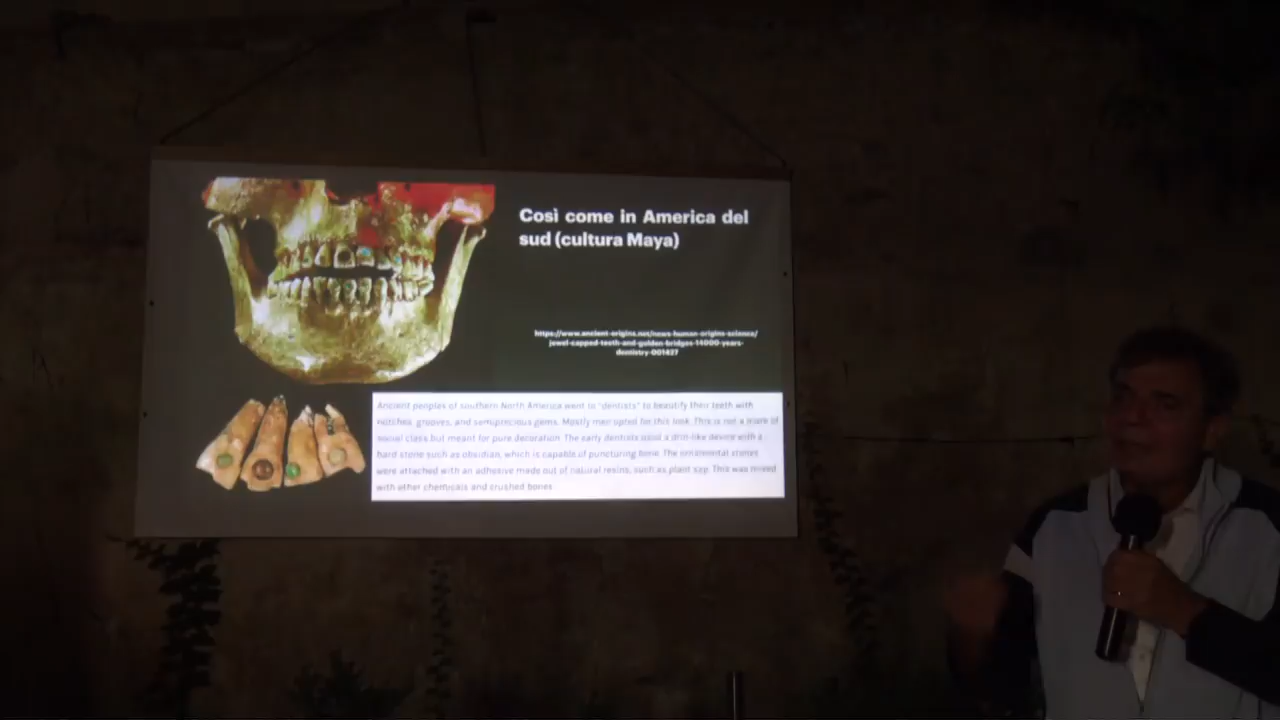 Così come in America del
sud (cultura Maya)
https://www.ancient-origins.net/news-human-origins-science/
jewel-capped-teeth-and-golden-bridges-14000-years-
dentistry-001427
Ancient peoples of southern North America went to "dentists" to beautify their teeth with
notches, grooves, and semiprecious gems. Mostly men opted for this look. This is not a mark of
social class but meant for pure decoration. The early dentists used a drill-like device with a
hard stone such as obsidian, which is capable of puncturing bone. The ornamental stones
were attached with an adhesive made out of natural resins, such as plant sap. This was mixed
with other chemicals and crushed bones.